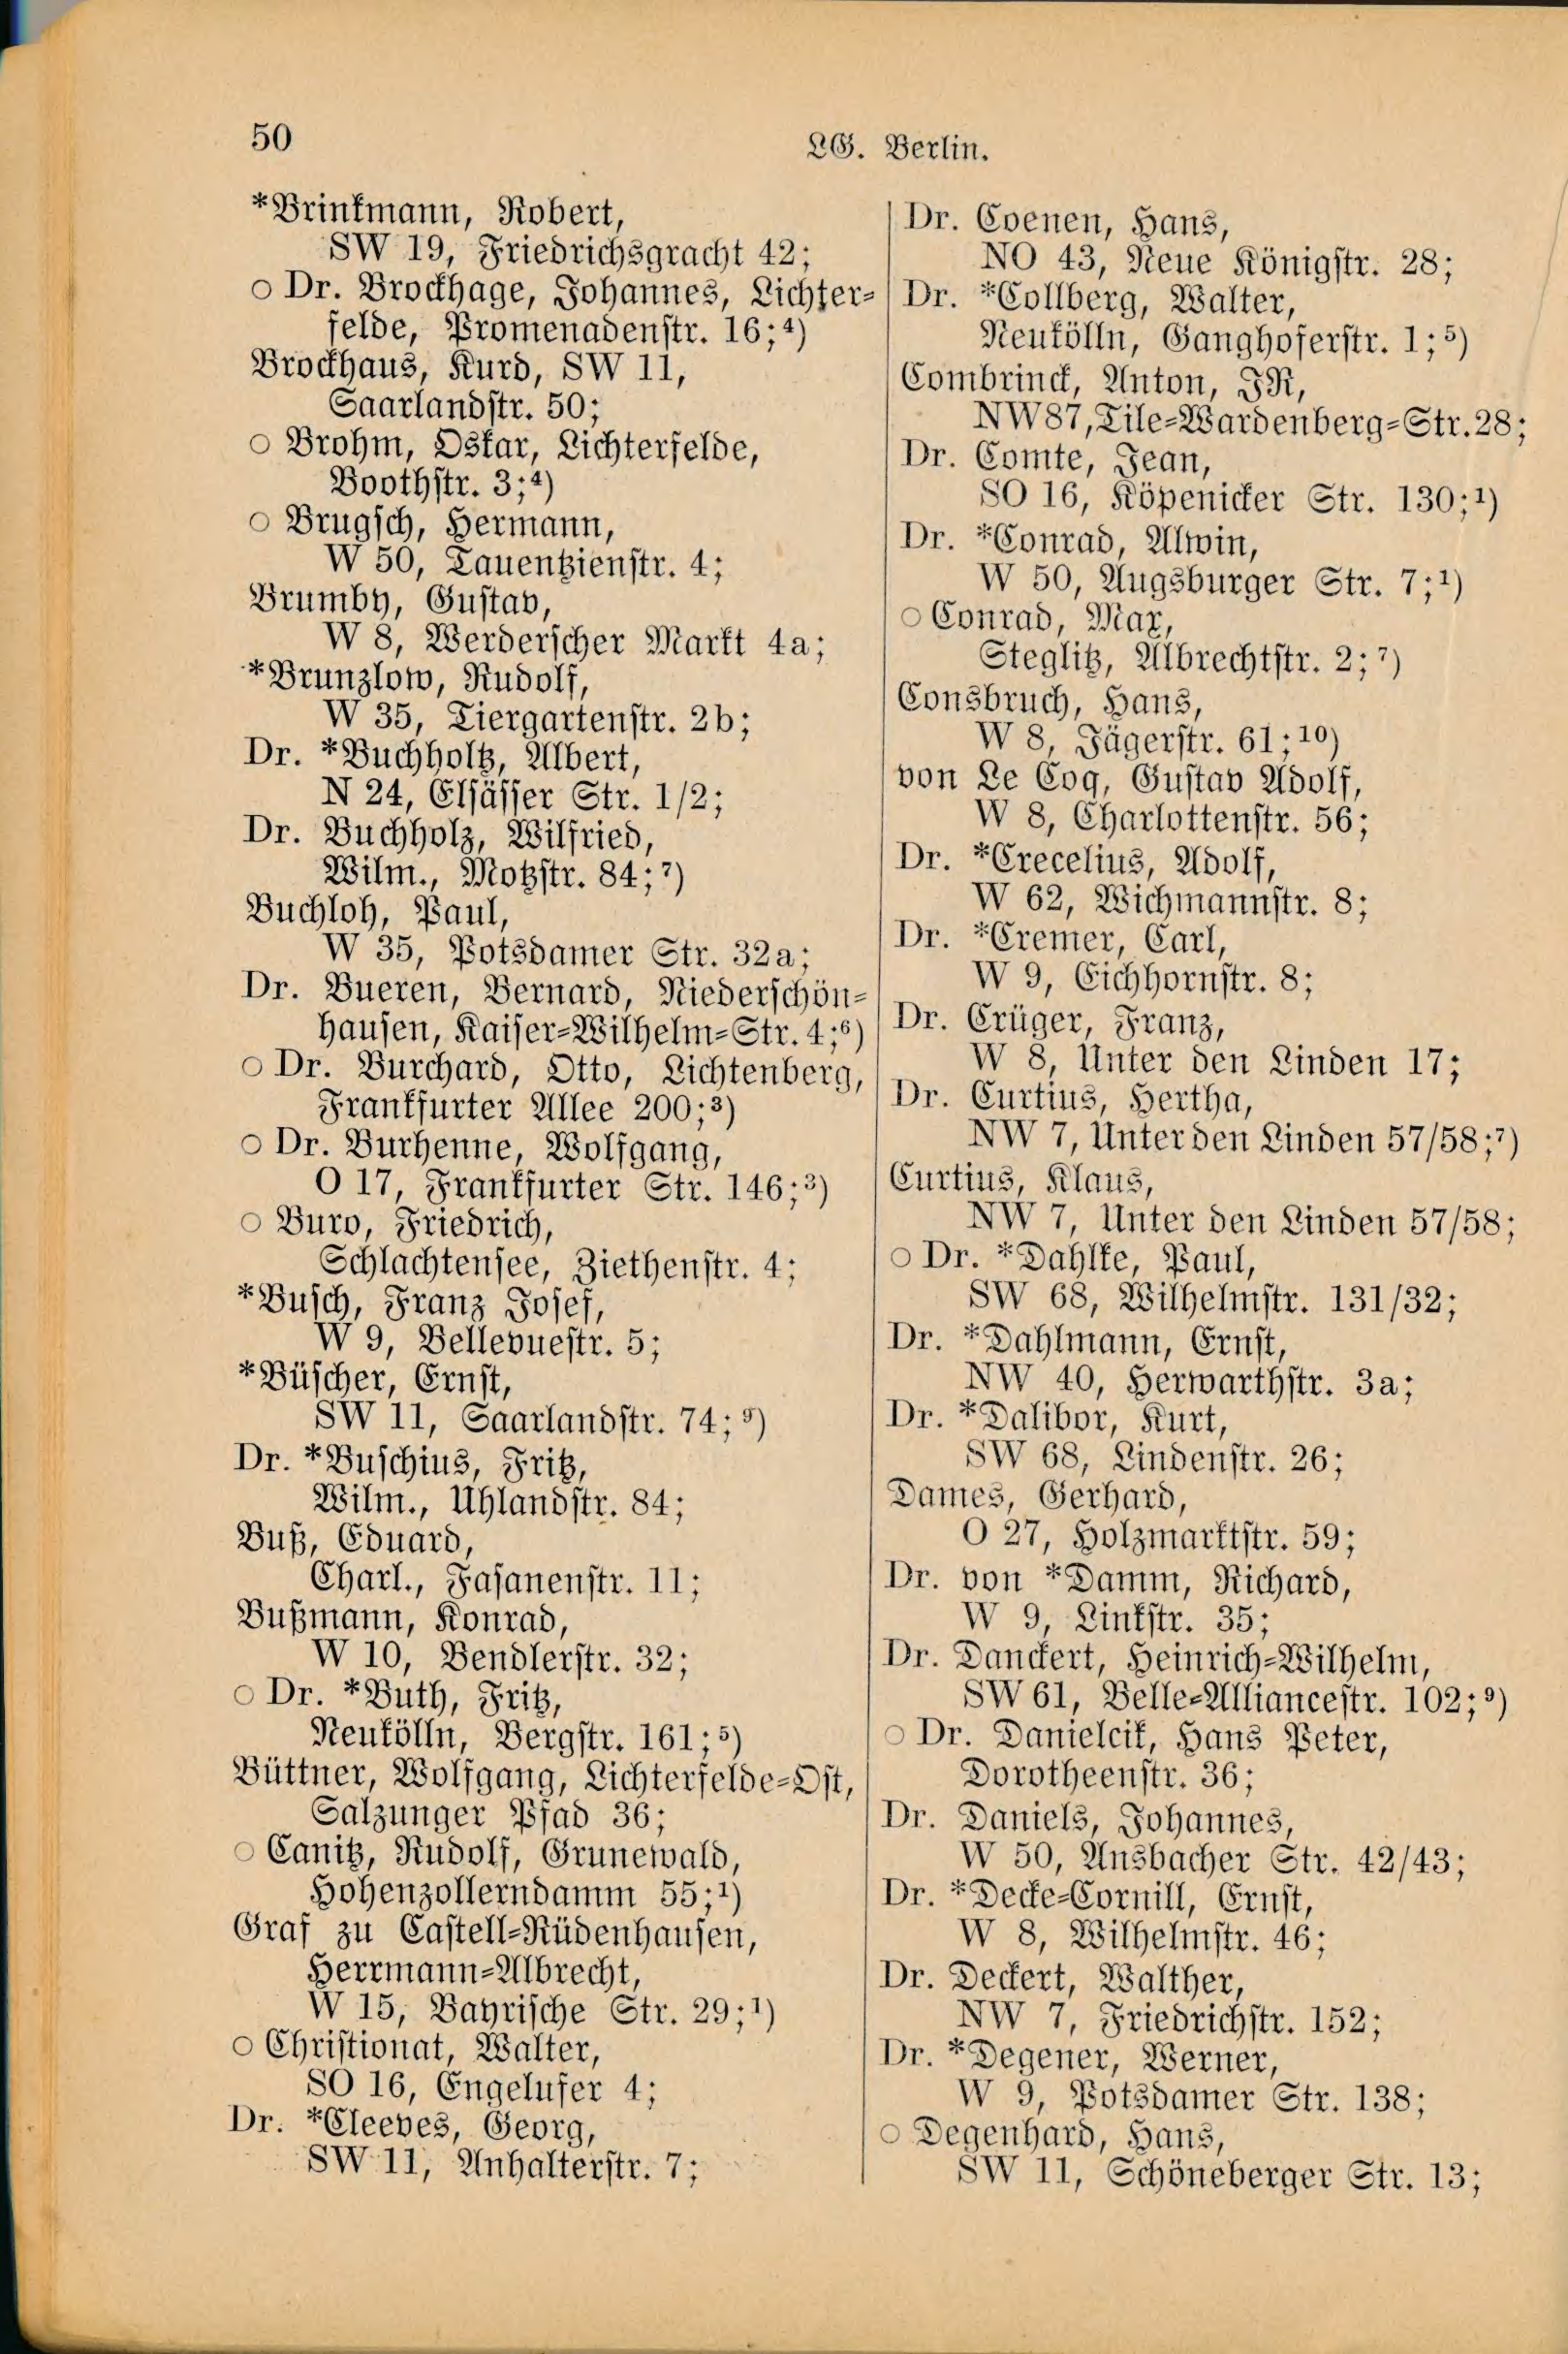 50
LG. Berlin.
*Brinkmann, Robert,
SW 19, Friedrichsgracht 42;
○ Dr. Brockhage, Johannes, Lichter-
felde, Promenadenstr. 16;⁴)
Brockhaus, Kurd, SW 11,
Saarlandstr. 50;
○ Brohm, Oskar, Lichterfelde,
Boothstr. 3;⁴)
○ Brugsch, Hermann,
W 50, Tauentzienstr. 4;
Brumby, Gustav,
W 8, Werderscher Markt 4a;
*Brunzlow, Rudolf,
W 35, Tiergartenstr. 2b;
Dr. *Buchholtz, Albert,
N 24, Elsässer Str. 1/2;
Dr. Buchholz, Wilfried,
Wilm., Motzstr. 84;⁷)
Buchloh, Paul,
W 35, Potsdamer Str. 32a;
Dr. Bueren, Bernard, Niederschön-
hausen, Kaiser-Wilhelm-Str. 4;⁶)
○ Dr. Burchard, Otto, Lichtenberg,
Frankfurter Allee 200;³)
○ Dr. Burhenne, Wolfgang,
O 17, Frankfurter Str. 146;³)
○ Buro, Friedrich,
Schlachtensee, Ziethenstr. 4;
*Busch, Franz Josef,
W 9, Bellevuestr. 5;
*Büscher, Ernst,
SW 11, Saarlandstr. 74;⁹)
Dr. *Buschius, Fritz,
Wilm., Uhlandstr. 84;
Buß, Eduard,
Charl., Fasanenstr. 11;
Bußmann, Konrad,
W 10, Bendlerstr. 32;
○ Dr. *Buth, Fritz,
Neukölln, Bergstr. 161;⁵)
Büttner, Wolfgang, Lichterfelde-Ost,
Salzunger Pfad 36;
○ Canitz, Rudolf, Grunewald,
Hohenzollerndamm 55;¹)
Graf zu Castell-Rüdenhausen,
Herrmann-Albrecht,
W 15, Bayrische Str. 29;¹)
○ Christionat, Walter,
SO 16, Engelufer 4;
Dr. *Cleeves, Georg,
SW 11, Anhalterstr. 7;
Dr. Coenen, Hans,
NO 43, Neue Königstr. 28;
Dr. *Collberg, Walter,
Neukölln, Ganghoferstr. 1;⁵)
Combrinck, Anton, JR,
NW87, Tile-Wardenberg-Str.28;
Dr. Comte, Jean,
SO 16, Köpenicker Str. 130;¹)
Dr. *Conrad, Alwin,
W 50, Augsburger Str. 7;¹)
○ Conrad, Max,
Steglitz, Albrechtstr. 2;⁷)
Consbruch, Hans,
W 8, Jägerstr. 61;¹⁰)
von Le Coq, Gustav Adolf,
W 8, Charlottenstr. 56;
Dr. *Crecelius, Adolf,
W 62, Wichmannstr. 8;
Dr. *Cremer, Carl,
W 9, Eichhornstr. 8;
Dr. Crüger, Franz,
W 8, Unter den Linden 17;
Dr. Curtius, Hertha,
NW 7, Unter den Linden 57/58;⁷)
Curtius, Klaus,
NW 7, Unter den Linden 57/58;
○ Dr. *Dahlke, Paul,
SW 68, Wilhelmstr. 131/32;
Dr. *Dahlmann, Ernst,
NW 40, Herwarthstr. 3a;
Dr. *Dalibor, Kurt,
SW 68, Lindenstr. 26;
Dames, Gerhard,
O 27, Holzmarktstr. 59;
Dr. von *Damm, Richard,
W 9, Linkstr. 35;
Dr. Danckert, Heinrich-Wilhelm,
SW 61, Belle-Alliancestr. 102;⁹)
○ Dr. Danielcik, Hans Peter,
Dorotheenstr. 36;
Dr. Daniels, Johannes,
W 50, Ansbacher Str. 42/43;
Dr. *Decke-Cornill, Ernst,
W 8, Wilhelmstr. 46;
Dr. Deckert, Walther,
NW 7, Friedrichstr. 152;
Dr. *Degener, Werner,
W 9, Potsdamer Str. 138;
○ Degenhard, Hans,
SW 11, Schöneberger Str. 13;